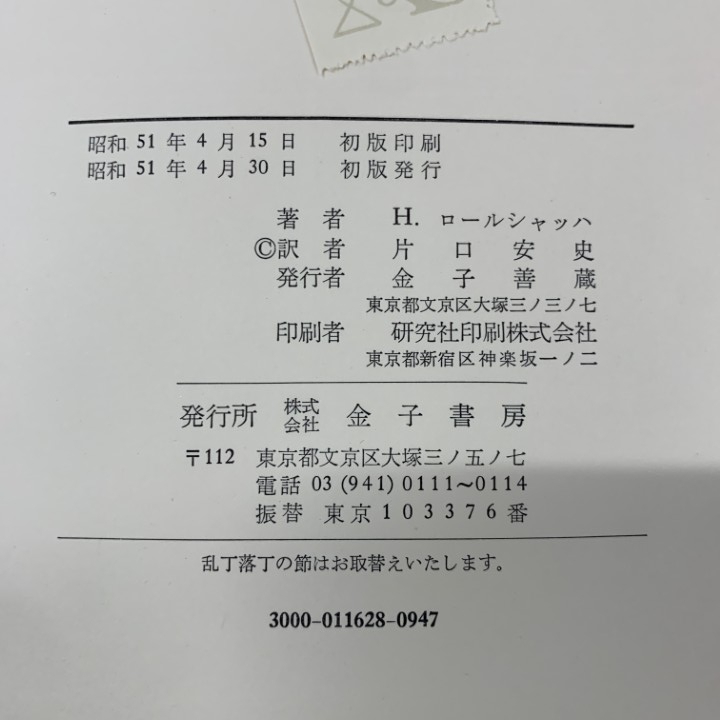 昭和 51 年 4 月 15 日 初版印刷
昭和 51 年 4 月 30 日 初版発行
著者 H. ロールシャッハ
©訳者 片口安史
発行者 金子善蔵
東京都文京区大塚三ノ三ノ七
印刷者 研究社印刷株式会社
東京都新宿区神楽坂一ノ二
発行所 株式会社 金子書房
〒112 東京都文京区大塚三ノ五ノ七
電話 03 (941) 0111〜0114
振替 東京 103376番
乱丁落丁の節はお取替えいたします。
3000-011628-0947